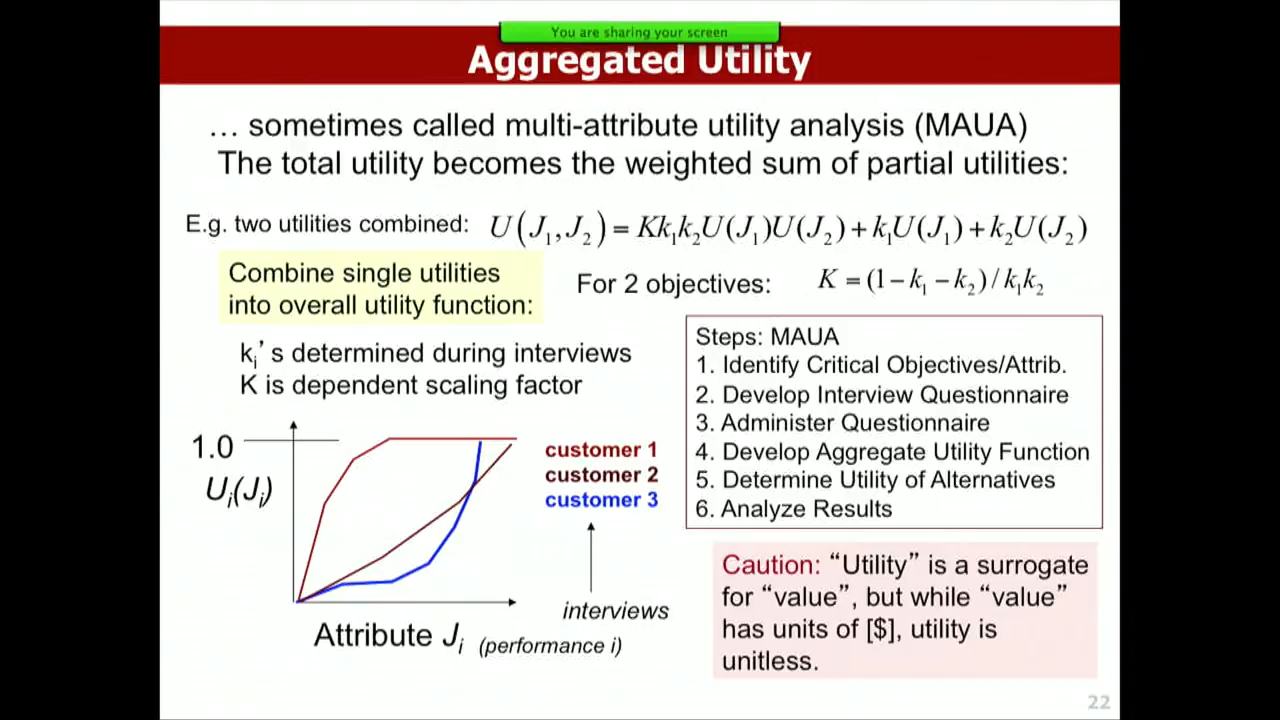 You are sharing your screen
Aggregated Utility
… sometimes called multi-attribute utility analysis (MAUA)
The total utility becomes the weighted sum of partial utilities:
E.g. two utilities combined: U(J₁,J₂) = Kk₁k₂U(J₁)U(J₂)+k₁U(J₁)+k₂U(J₂)
Combine single utilities
into overall utility function:
For 2 objectives: K = (1−k₁−k₂)/k₁k₂
kᵢ's determined during interviews
K is dependent scaling factor
Steps: MAUA
1. Identify Critical Objectives/Attrib.
2. Develop Interview Questionnaire
3. Administer Questionnaire
4. Develop Aggregate Utility Function
5. Determine Utility of Alternatives
6. Analyze Results
1.0
Uᵢ(Jᵢ)
customer 1
customer 2
customer 3
interviews
Attribute Jᵢ (performance i)
Caution: “Utility” is a surrogate
for “value”, but while “value”
has units of [$], utility is
unitless.
22